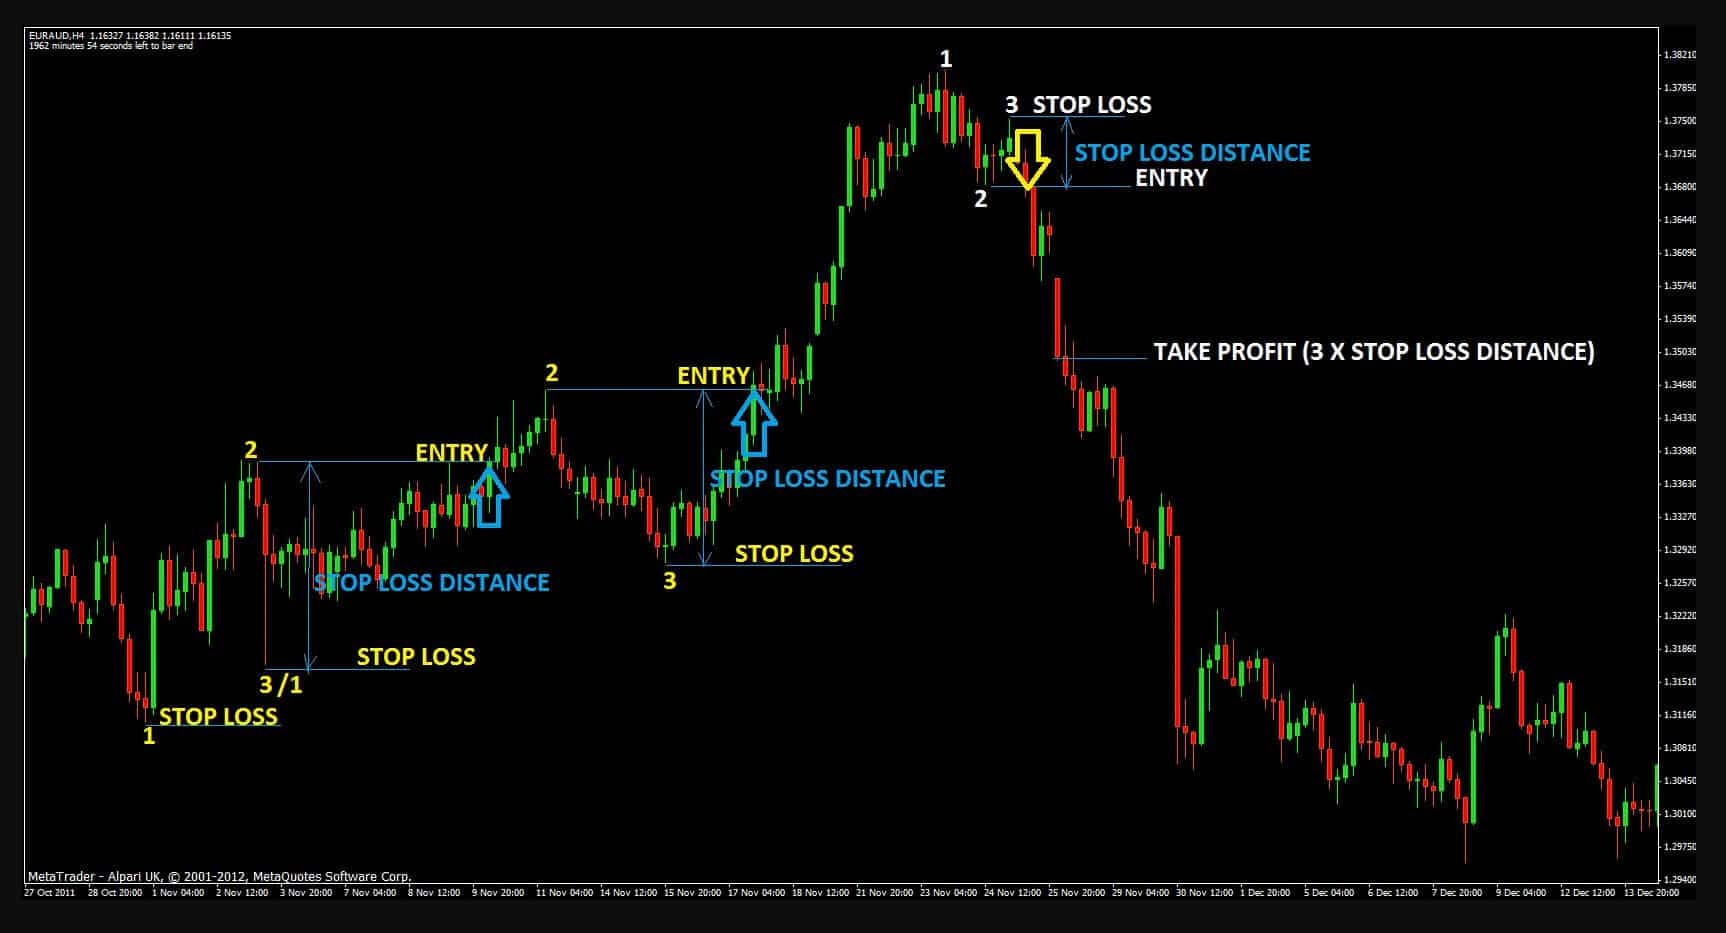 EURAUD,H4 1.16327 1.16382 1.16111 1.16135
1962 minutes 54 seconds left to bar end
1
3 STOP LOSS
STOP LOSS DISTANCE
ENTRY
2
TAKE PROFIT (3 X STOP LOSS DISTANCE)
2
ENTRY
2
ENTRY
STOP LOSS DISTANCE
STOP LOSS
3
STOP LOSS DISTANCE
STOP LOSS
3/1
STOP LOSS
1
1.38210
1.37850
1.37500
1.37150
1.36800
1.36440
1.36090
1.35740
1.35390
1.35030
1.34680
1.34330
1.33980
1.33630
1.33270
1.32920
1.32570
1.32220
1.31860
1.31510
1.31160
1.30810
1.30450
1.30100
1.29750
1.29400
MetaTrader - Alpari UK, © 2001-2012, MetaQuotes Software Corp.
27 Oct 2011 28 Oct 20:00 1 Nov 04:00 2 Nov 12:00 3 Nov 20:00 7 Nov 04:00 8 Nov 12:00 9 Nov 20:00 11 Nov 04:00 14 Nov 12:00 15 Nov 20:00 17 Nov 04:00 18 Nov 12:00 21 Nov 20:00 23 Nov 04:00 24 Nov 12:00 25 Nov 20:00 29 Nov 04:00 30 Nov 12:00 1 Dec 20:00 5 Dec 04:00 6 Dec 12:00 7 Dec 20:00 9 Dec 04:00 12 Dec 12:00 13 Dec 20:00